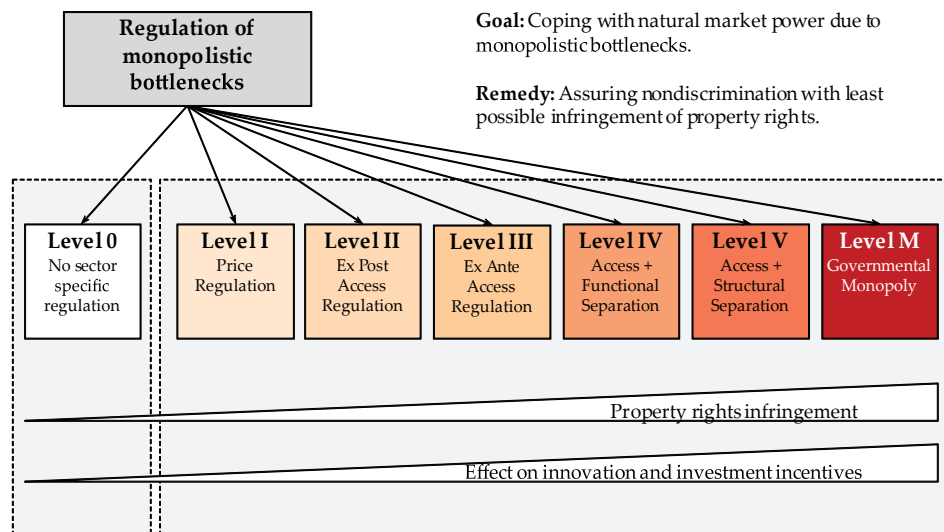 Regulation of
monopolistic
bottlenecks
Goal: Coping with natural market power due to
monopolistic bottlenecks.
Remedy: Assuring nondiscrimination with least
possible infringement of property rights.
Level 0
No sector
specific
regulation
Level I
Price
Regulation
Level II
Ex Post
Access
Regulation
Level III
Ex Ante
Access
Regulation
Level IV
Access +
Functional
Separation
Level V
Access +
Structural
Separation
Level M
Governmental
Monopoly
Property rights infringement
Effect on innovation and investment incentives